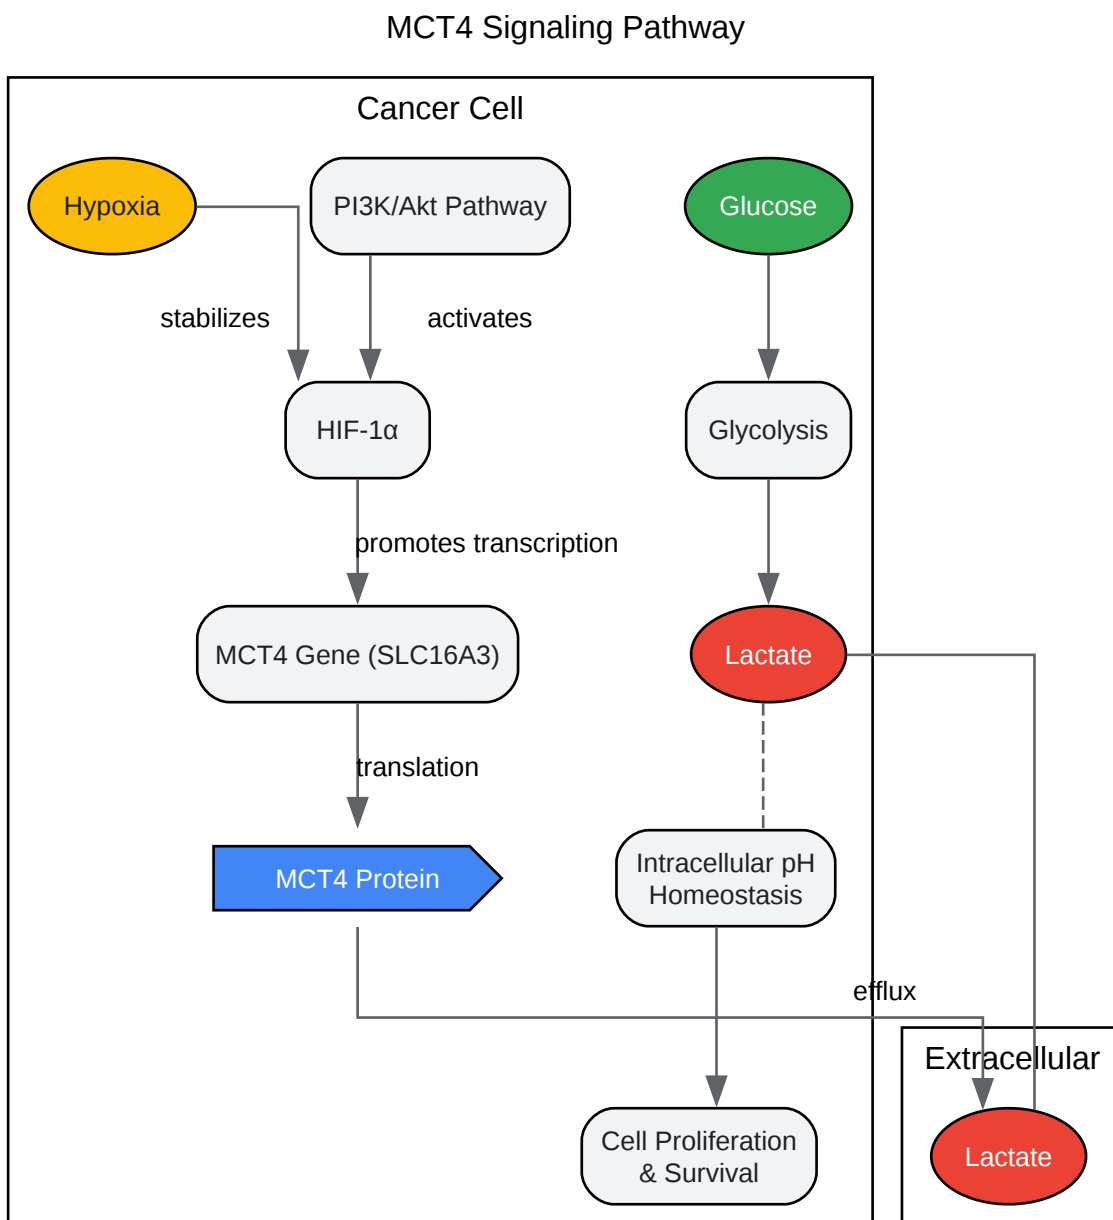 MCT4 Signaling Pathway
Cancer Cell
Hypoxia
PI3K/Akt Pathway
Glucose
stabilizes
activates
HIF-1α
Glycolysis
promotes transcription
MCT4 Gene (SLC16A3)
Lactate
translation
MCT4 Protein
Intracellular pH
Homeostasis
efflux
Extracellular
Cell Proliferation
& Survival
Lactate